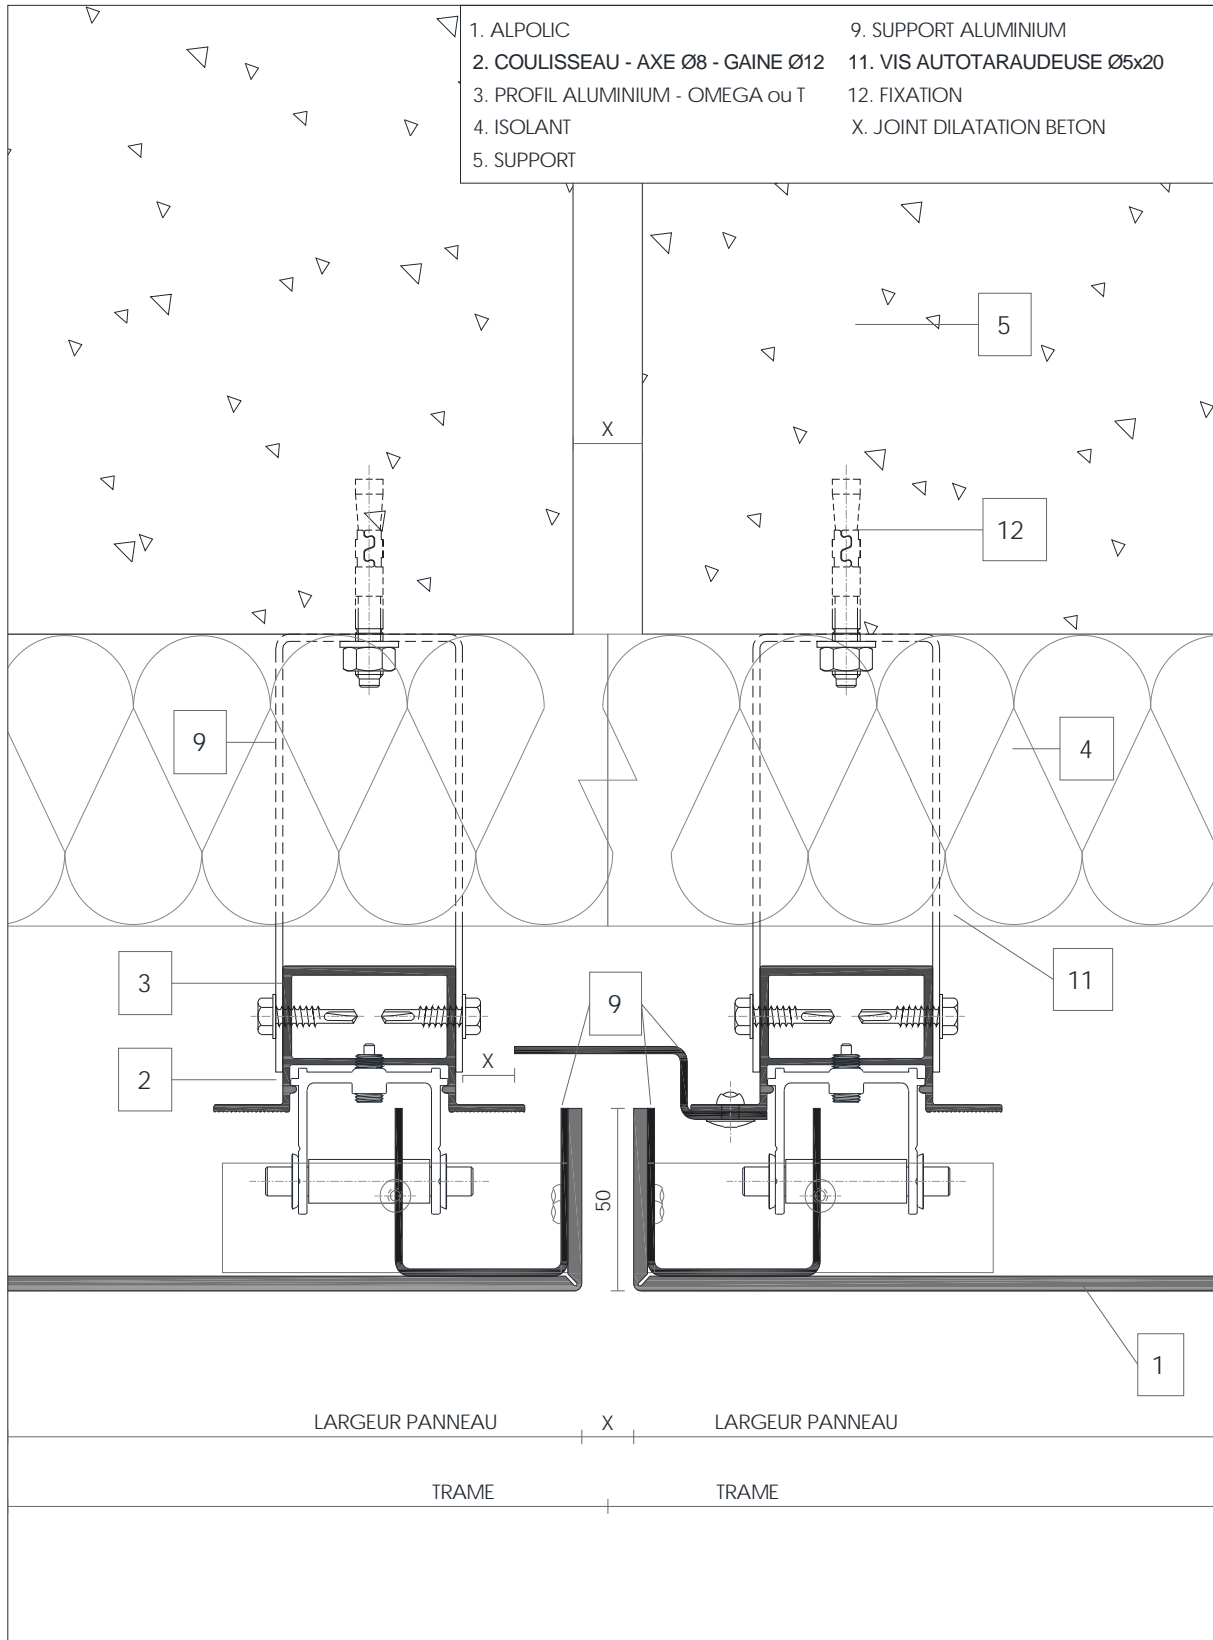 1. ALPOLIC
2. COULISSEAU - AXE Ø8 - GAINE Ø12
3. PROFIL ALUMINIUM - OMEGA ou T
4. ISOLANT
5. SUPPORT
9. SUPPORT ALUMINIUM
11. VIS AUTOTARAUDEUSE Ø5x20
12. FIXATION
X. JOINT DILATATION BETON
5
X
12
9
4
3
9
11
X
2
50
1
LARGEUR PANNEAU X LARGEUR PANNEAU
TRAME TRAME